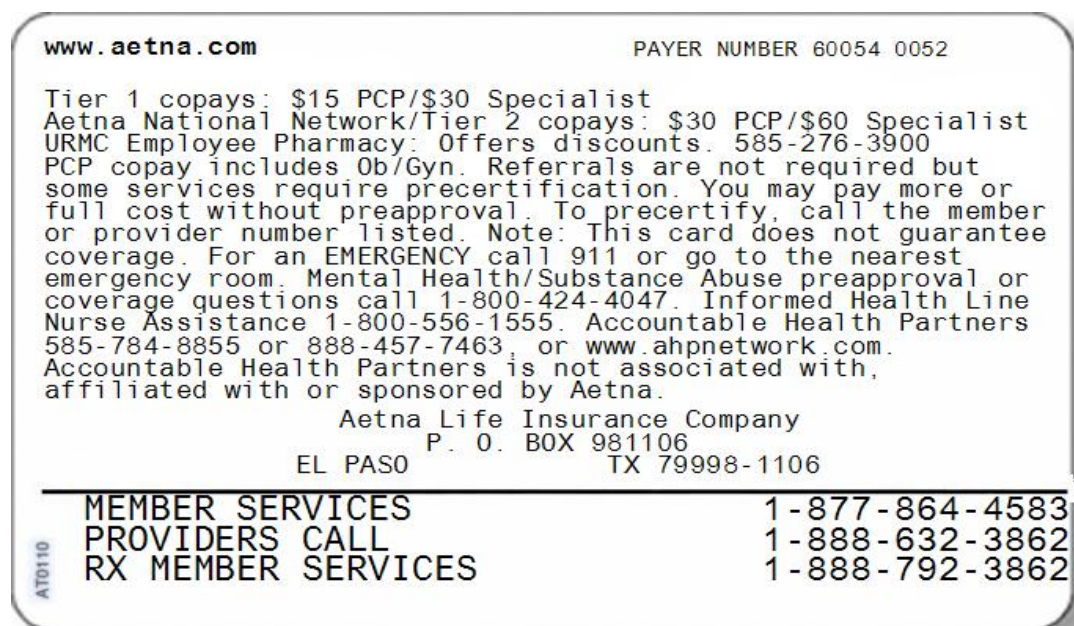 www.aetna.com PAYER NUMBER 60054 0052
Tier 1 copays: $15 PCP/$30 Specialist
Aetna National Network/Tier 2 copays: $30 PCP/$60 Specialist
URMC Employee Pharmacy: Offers discounts. 585-276-3900
PCP copay includes Ob/Gyn. Referrals are not required but
some services require precertification. You may pay more or
full cost without preapproval. To precertify, call the member
or provider number listed. Note: This card does not guarantee
coverage. For an EMERGENCY call 911 or go to the nearest
emergency room. Mental Health/Substance Abuse preapproval or
coverage questions call 1-800-424-4047. Informed Health Line
Nurse Assistance 1-800-556-1555. Accountable Health Partners
585-784-8855 or 888-457-7463, or www.ahpnetwork.com.
Accountable Health Partners is not associated with,
affiliated with or sponsored by Aetna.
Aetna Life Insurance Company
P. O. BOX 981106
EL PASO TX 79998-1106
MEMBER SERVICES 1-877-864-4583
PROVIDERS CALL 1-888-632-3862
RX MEMBER SERVICES 1-888-792-3862
AT0110